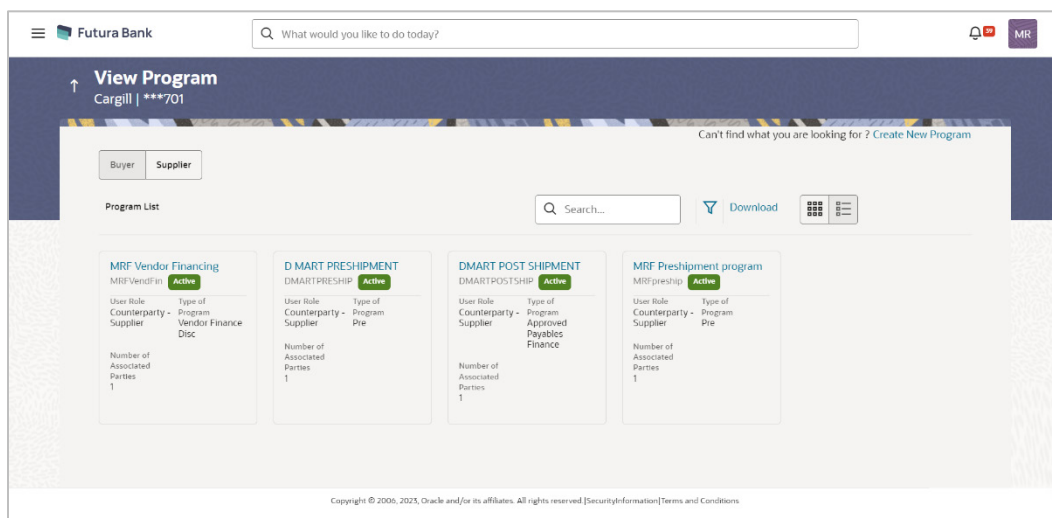 Futura Bank
What would you like to do today?
39
MR
View Program
Cargill | ***701
Can't find what you are looking for ? Create New Program
Buyer
Supplier
Program List
Search...
Download
MRF Vendor Financing
MRFVendFin Active
User Role Type of
Counterparty - Program
Supplier Vendor Finance
Disc
Number of
Associated
Parties
1
D MART PRESHIPMENT
DMARTPRESHIP Active
User Role Type of
Counterparty - Program
Supplier Pre
Number of
Associated
Parties
1
DMART POST SHIPMENT
DMARTPOSTSHIP Active
User Role Type of
Counterparty - Program
Supplier Approved
Payables
Finance
Number of
Associated
Parties
1
MRF Preshipment program
MRFpreship Active
User Role Type of
Counterparty - Program
Supplier Pre
Number of
Associated
Parties
1
Copyright © 2006, 2023, Oracle and/or its affiliates. All rights reserved.|SecurityInformation|Terms and Conditions